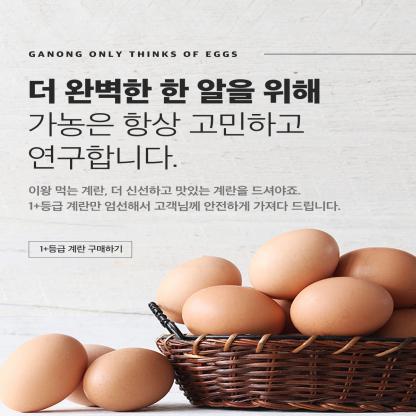 GANONG ONLY THINKS OF EGGS
더 완벽한 한 알을 위해
가농은 항상 고민하고
연구합니다.
이왕 먹는 계란, 더 신선하고 맛있는 계란을 드셔야죠.
1+등급 계란만 엄선해서 고객님께 안전하게 가져다 드립니다.
1+등급 계란 구매하기